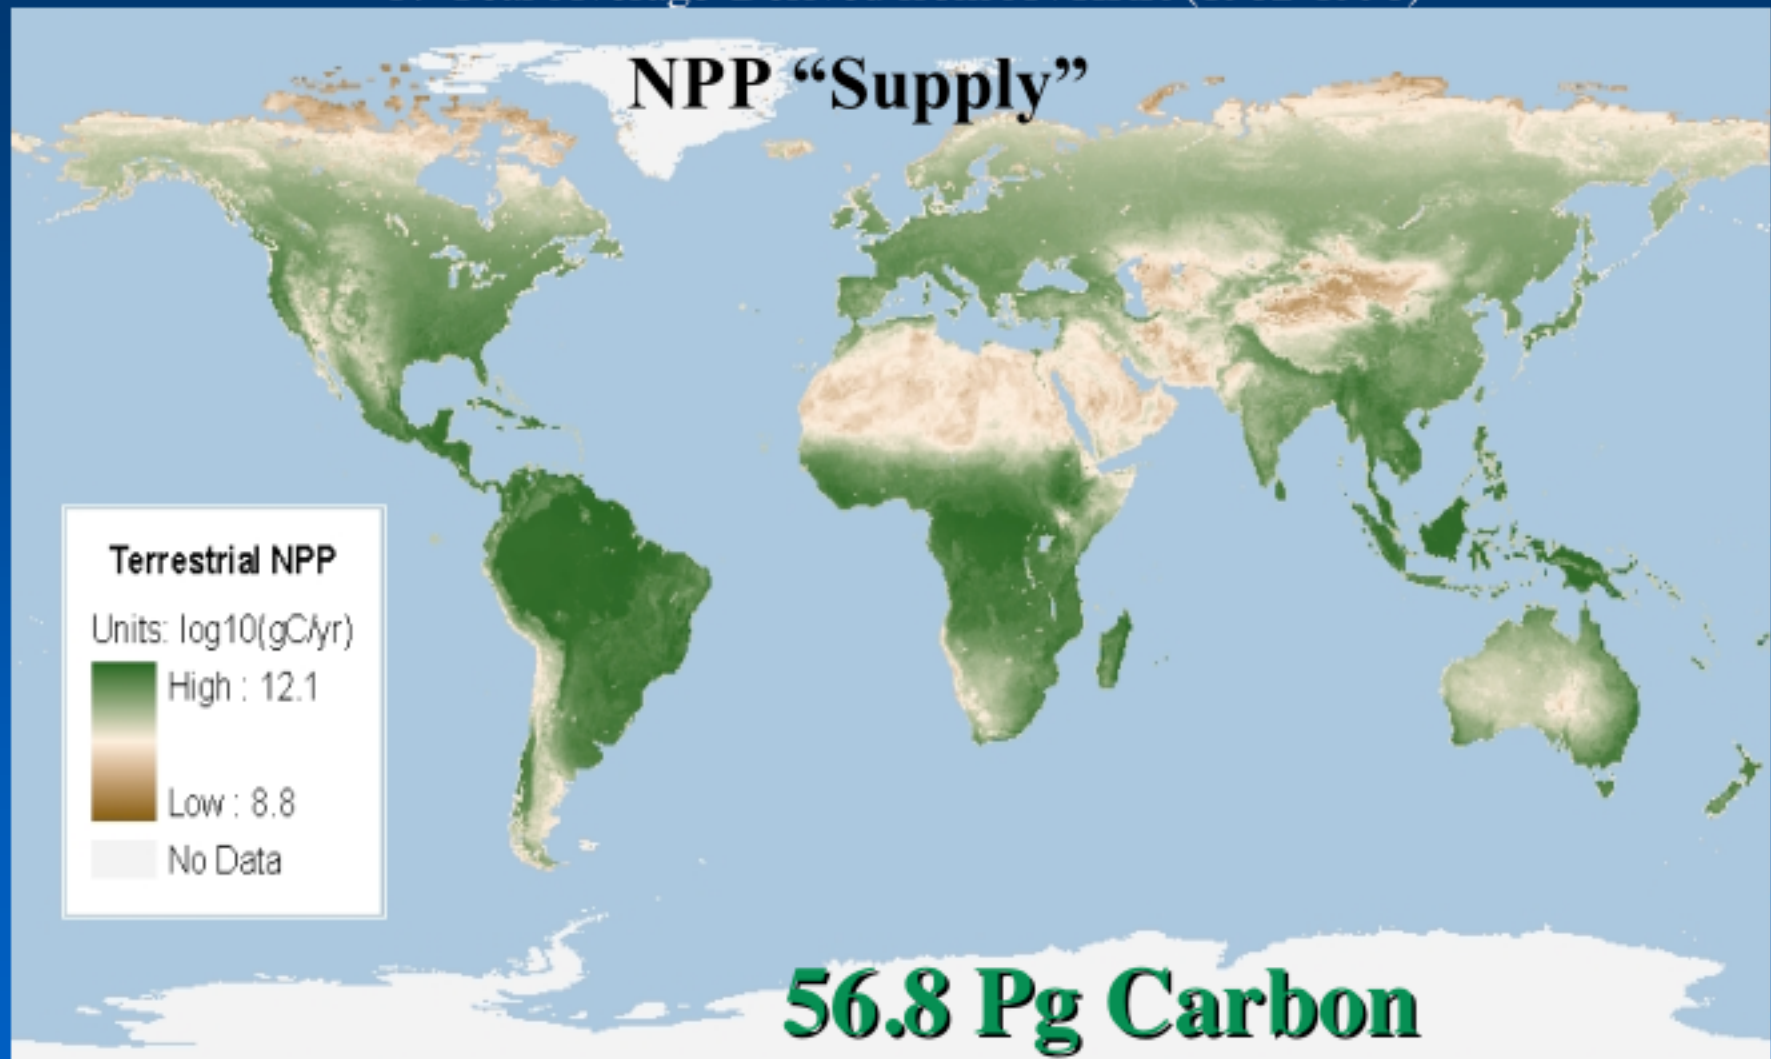 NPP “Supply”
Terrestrial NPP
Units: log10(gC/yr)
High : 12.1
Low : 8.8
No Data
56.8 Pg Carbon